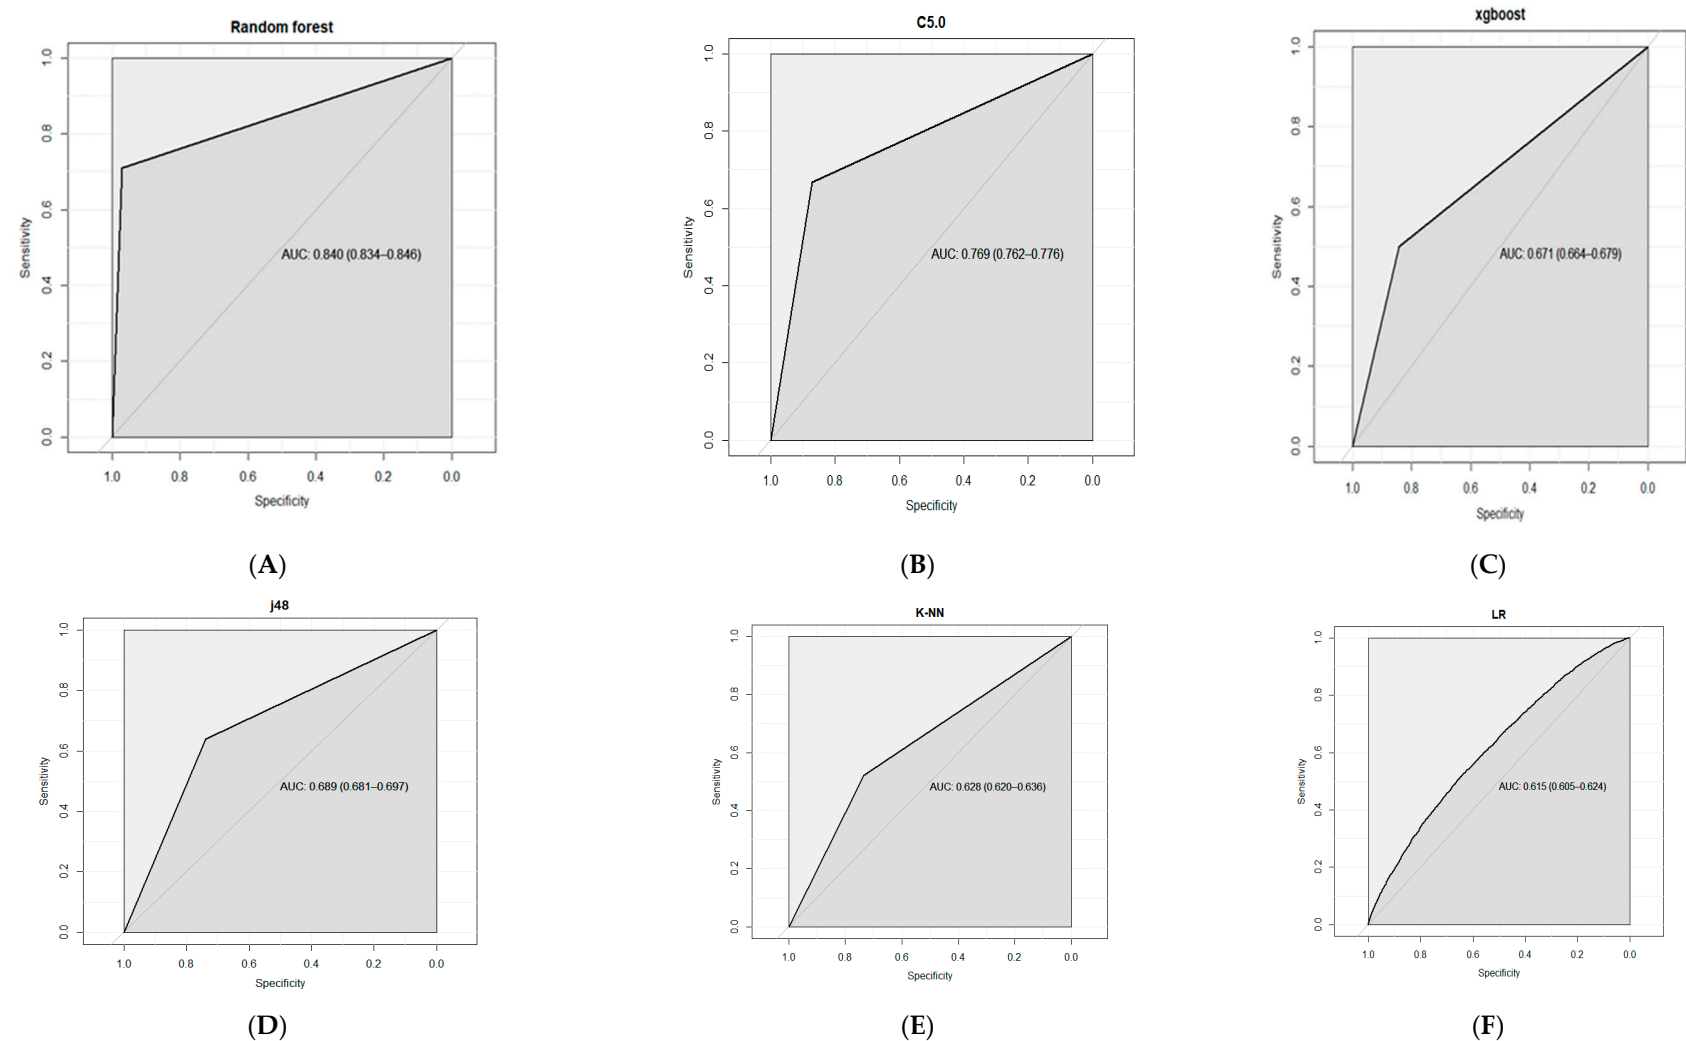 Random forest
1.0
0.8
0.6
0.4
0.2
0.0
Sensitivity
AUC: 0.840 (0.834–0.846)
1.0 0.8 0.6 0.4 0.2 0.0
Specificity
(A)
C5.0
1.0
0.8
0.6
0.4
0.2
0.0
Sensitivity
AUC: 0.769 (0.762–0.776)
1.0 0.8 0.6 0.4 0.2 0.0
Specificity
(B)
xgboost
1.0
0.8
0.6
0.4
0.2
0.0
Sensitivity
AUC: 0.671 (0.664–0.679)
1.0 0.8 0.6 0.4 0.2 0.0
Specificity
(C)
j48
1.0
0.8
0.6
0.4
0.2
0.0
Sensitivity
AUC: 0.689 (0.681–0.697)
1.0 0.8 0.6 0.4 0.2 0.0
Specificity
(D)
K-NN
1.0
0.8
0.6
0.4
0.2
0.0
Sensitivity
AUC: 0.628 (0.620–0.636)
1.0 0.8 0.6 0.4 0.2 0.0
Specificity
(E)
LR
1.0
0.8
0.6
0.4
0.2
0.0
Sensitivity
AUC: 0.615 (0.605–0.624)
1.0 0.8 0.6 0.4 0.2 0.0
Specificity
(F)